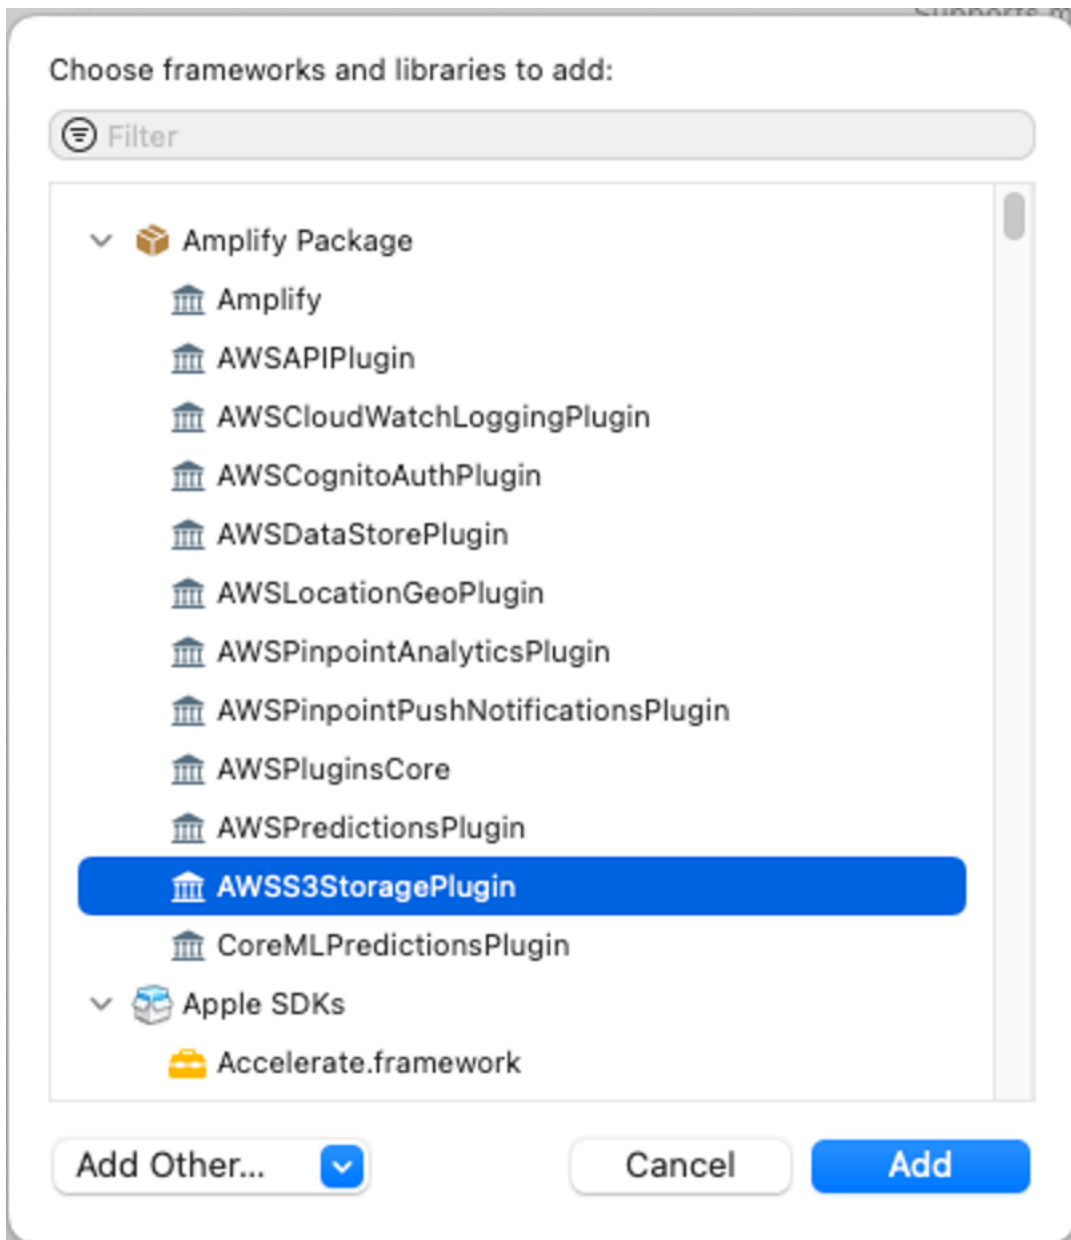 Supports m
Choose frameworks and libraries to add:
Filter
Amplify Package
Amplify
AWSAPIPlugin
AWSCloudWatchLoggingPlugin
AWSCognitoAuthPlugin
AWSDataStorePlugin
AWSLocationGeoPlugin
AWSPinpointAnalyticsPlugin
AWSPinpointPushNotificationsPlugin
AWSPluginsCore
AWSPredictionsPlugin
AWSS3StoragePlugin
CoreMLPredictionsPlugin
Apple SDKs
Accelerate.framework
Add Other...
Cancel
Add